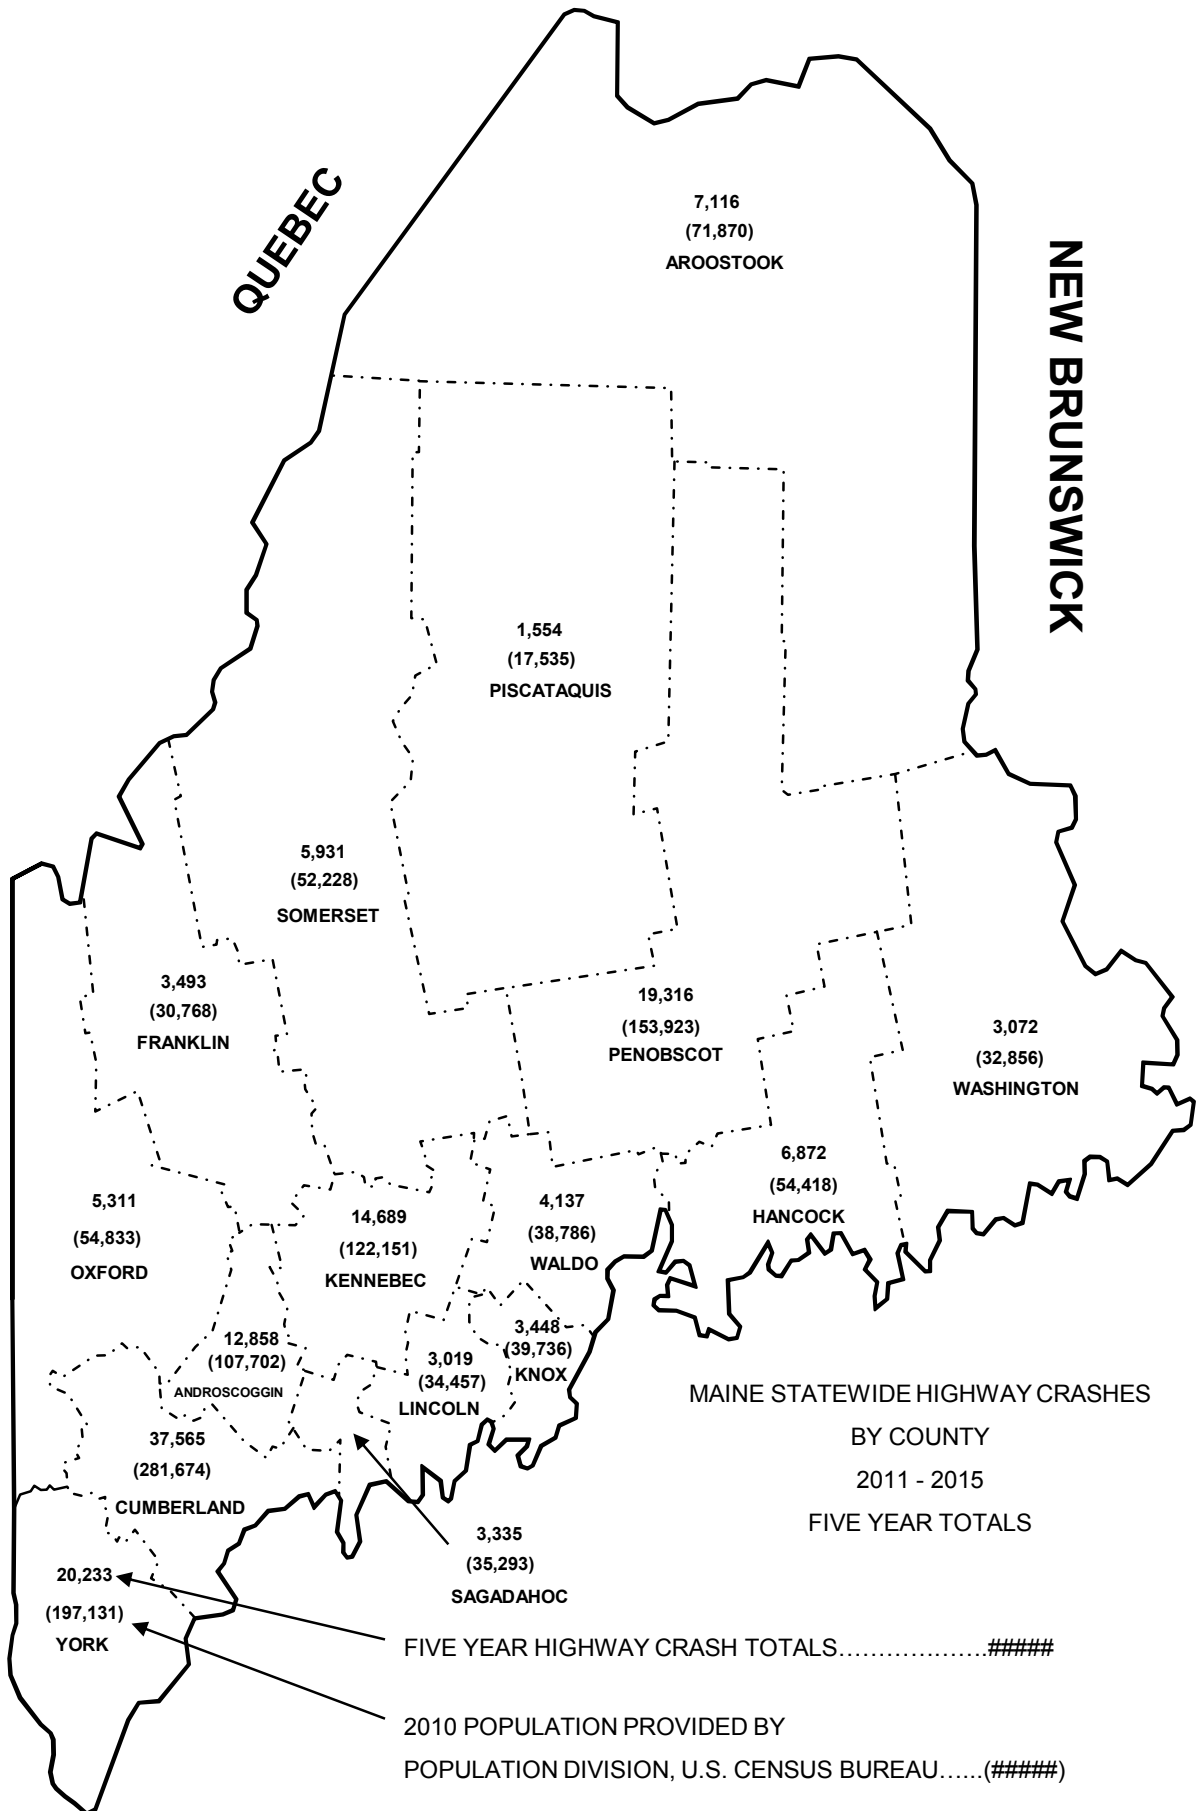 QUEBEC
NEW BRUNSWICK
7,116
(71,870)
AROOSTOOK
1,554
(17,535)
PISCATAQUIS
5,931
(52,228)
SOMERSET
3,493
(30,768)
FRANKLIN
19,316
(153,923)
PENOBSCOT
3,072
(32,856)
WASHINGTON
6,872
(54,418)
HANCOCK
5,311
(54,833)
OXFORD
14,689
(122,151)
KENNEBEC
4,137
(38,786)
WALDO
12,858
(107,702)
ANDROSCOGGIN
3,019
(34,457)
LINCOLN
3,448
(39,736)
KNOX
37,565
(281,674)
CUMBERLAND
3,335
(35,293)
SAGADAHOC
20,233
(197,131)
YORK
MAINE STATEWIDE HIGHWAY CRASHES
BY COUNTY
2011 - 2015
FIVE YEAR TOTALS
FIVE YEAR HIGHWAY CRASH TOTALS………………..#####
2010 POPULATION PROVIDED BY
POPULATION DIVISION, U.S. CENSUS BUREAU…...(#####)